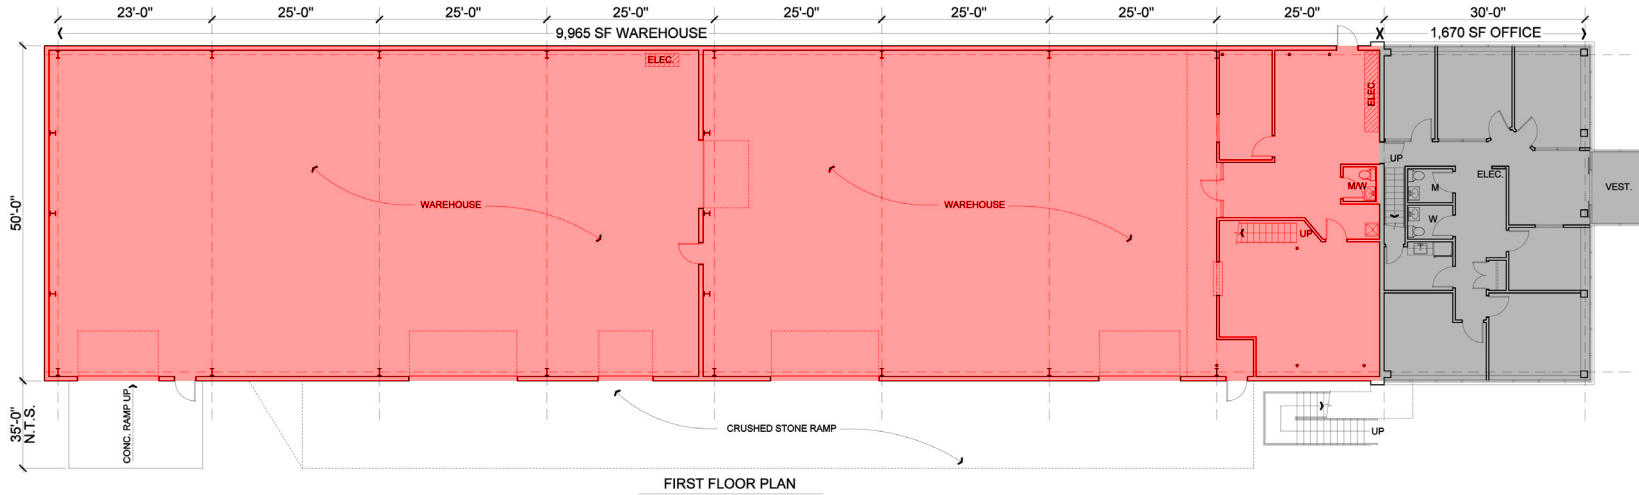 23'-0" 25'-0" 25'-0" 25'-0" 25'-0" 25'-0" 25'-0" 25'-0" 30'-0"
9,965 SF WAREHOUSE 1,670 SF OFFICE
ELEC.
ELEC.
UP
ELEC.
M/W
M
VEST.
50'-0"
WAREHOUSE
WAREHOUSE
W
UP
35'-0"
N.T.S.
CONC. RAMP UP
CRUSHED STONE RAMP
UP
FIRST FLOOR PLAN